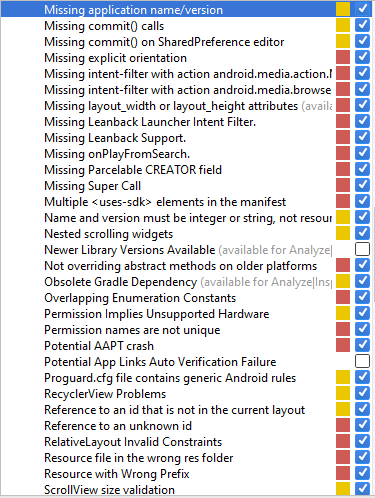 Missing application name/version
Missing commit() calls
Missing commit() on SharedPreference editor
Missing explicit orientation
Missing intent-filter with action android.media.action.M
Missing intent-filter with action android.media.browse
Missing layout_width or layout_height attributes (availa
Missing Leanback Launcher Intent Filter.
Missing Leanback Support.
Missing onPlayFromSearch.
Missing Parcelable CREATOR field
Missing Super Call
Multiple <uses-sdk> elements in the manifest
Name and version must be integer or string, not resour
Nested scrolling widgets
Newer Library Versions Available (available for Analyze|
Not overriding abstract methods on older platforms
Obsolete Gradle Dependency (available for Analyze|Insp
Overlapping Enumeration Constants
Permission Implies Unsupported Hardware
Permission names are not unique
Potential AAPT crash
Potential App Links Auto Verification Failure
Proguard.cfg file contains generic Android rules
RecyclerView Problems
Reference to an id that is not in the current layout
Reference to an unknown id
RelativeLayout Invalid Constraints
Resource file in the wrong res folder
Resource with Wrong Prefix
ScrollView size validation